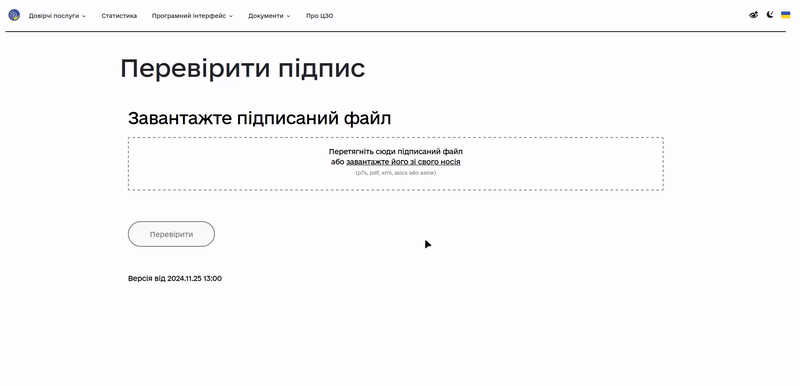 Довірчі послуги
Статистика
Програмний інтерфейс
Документи
Про ЦЗО
Перевірити підпис
Завантажте підписаний файл
Перетягніть сюди підписаний файл
або завантажте його зі свого носія
(p7s, pdf, xml, asics або asice)
Перевірити
Версія від 2024.11.25 13:00